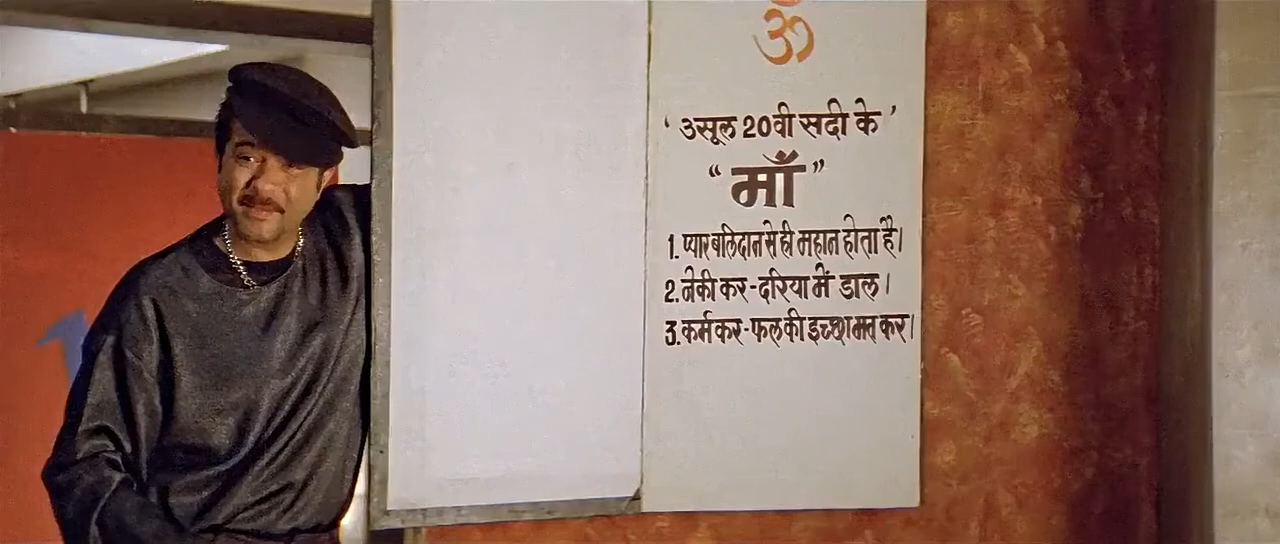 ॐ
' उसूल 20वी सदी के '
“ माँ ”
1. प्यार बलिदान से ही महान होता है।
2. नेकी कर - दरिया में डाल।
3. कर्म कर - फल की इच्छा मत कर।